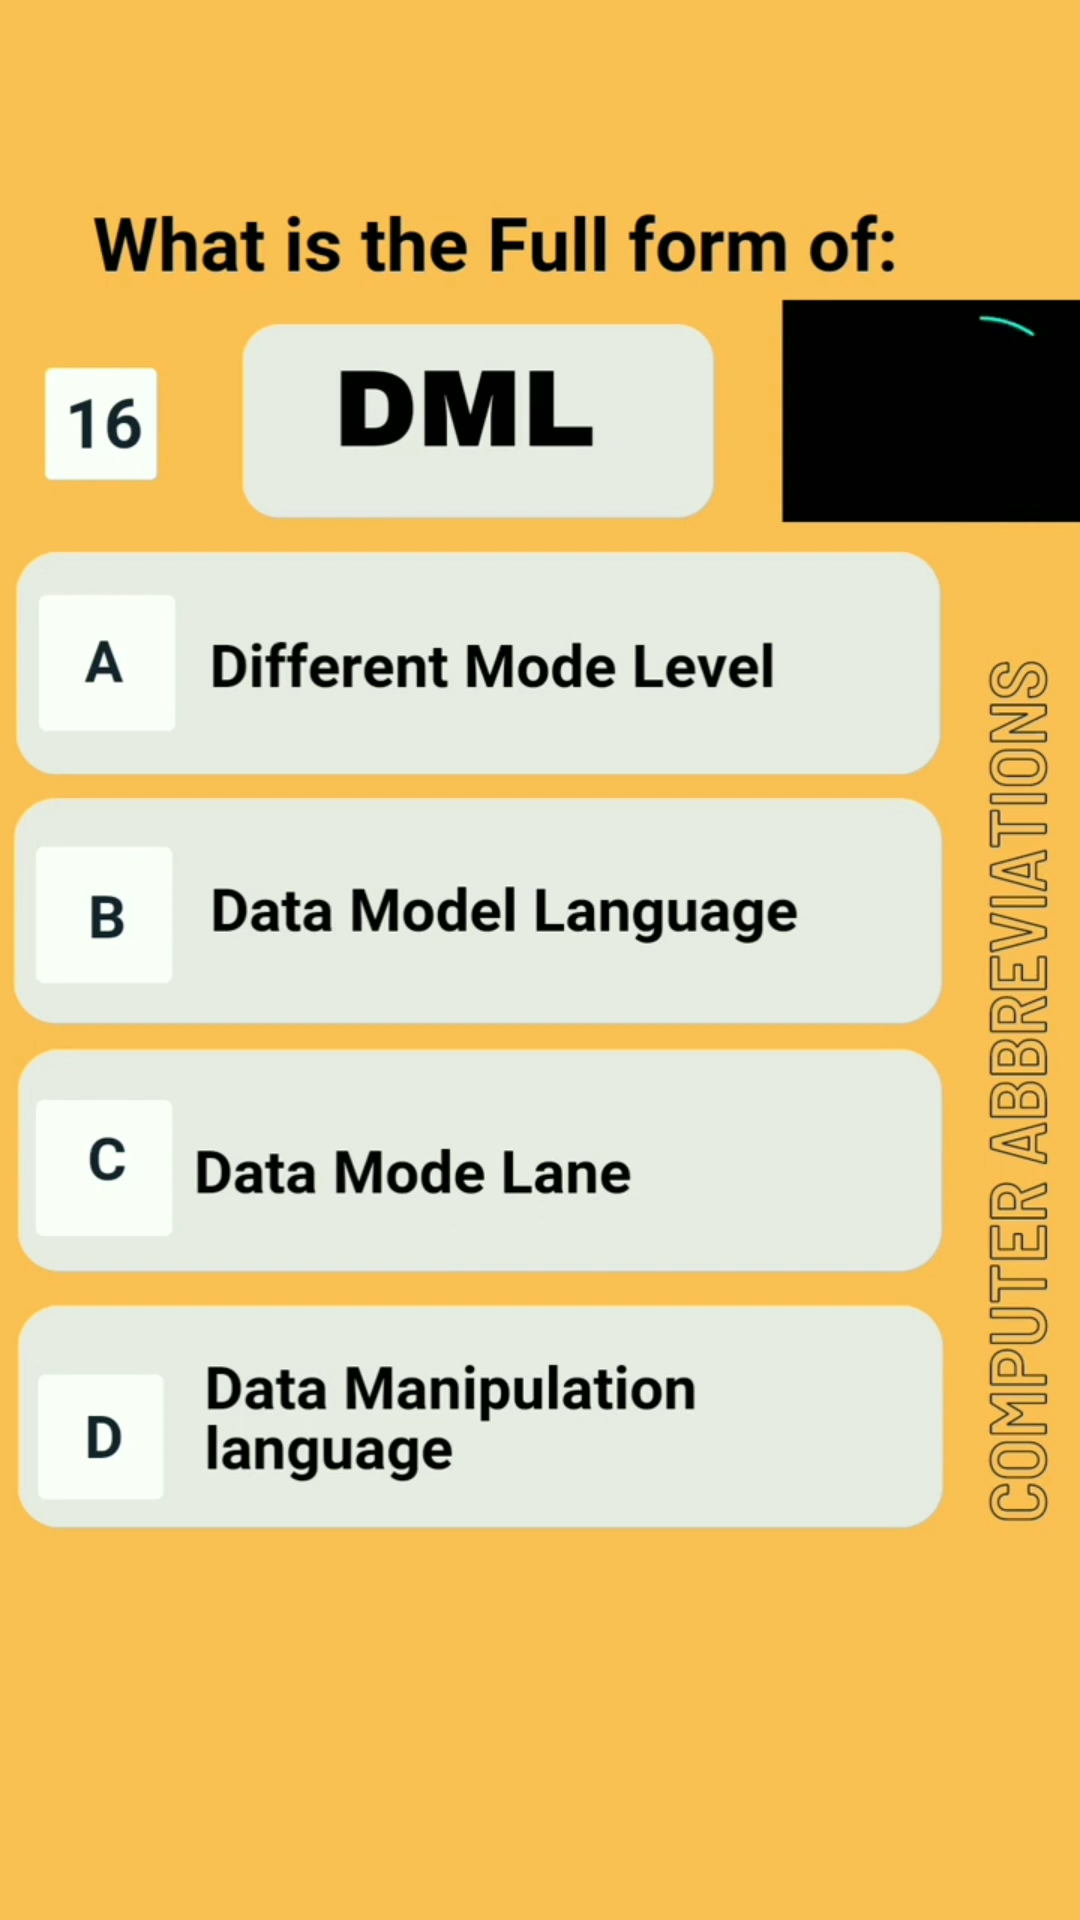 What is the Full form of:
16
DML
A
Different Mode Level
B
Data Model Language
C
Data Mode Lane
D
Data Manipulation
language
COMPUTER ABBREVIATIONS